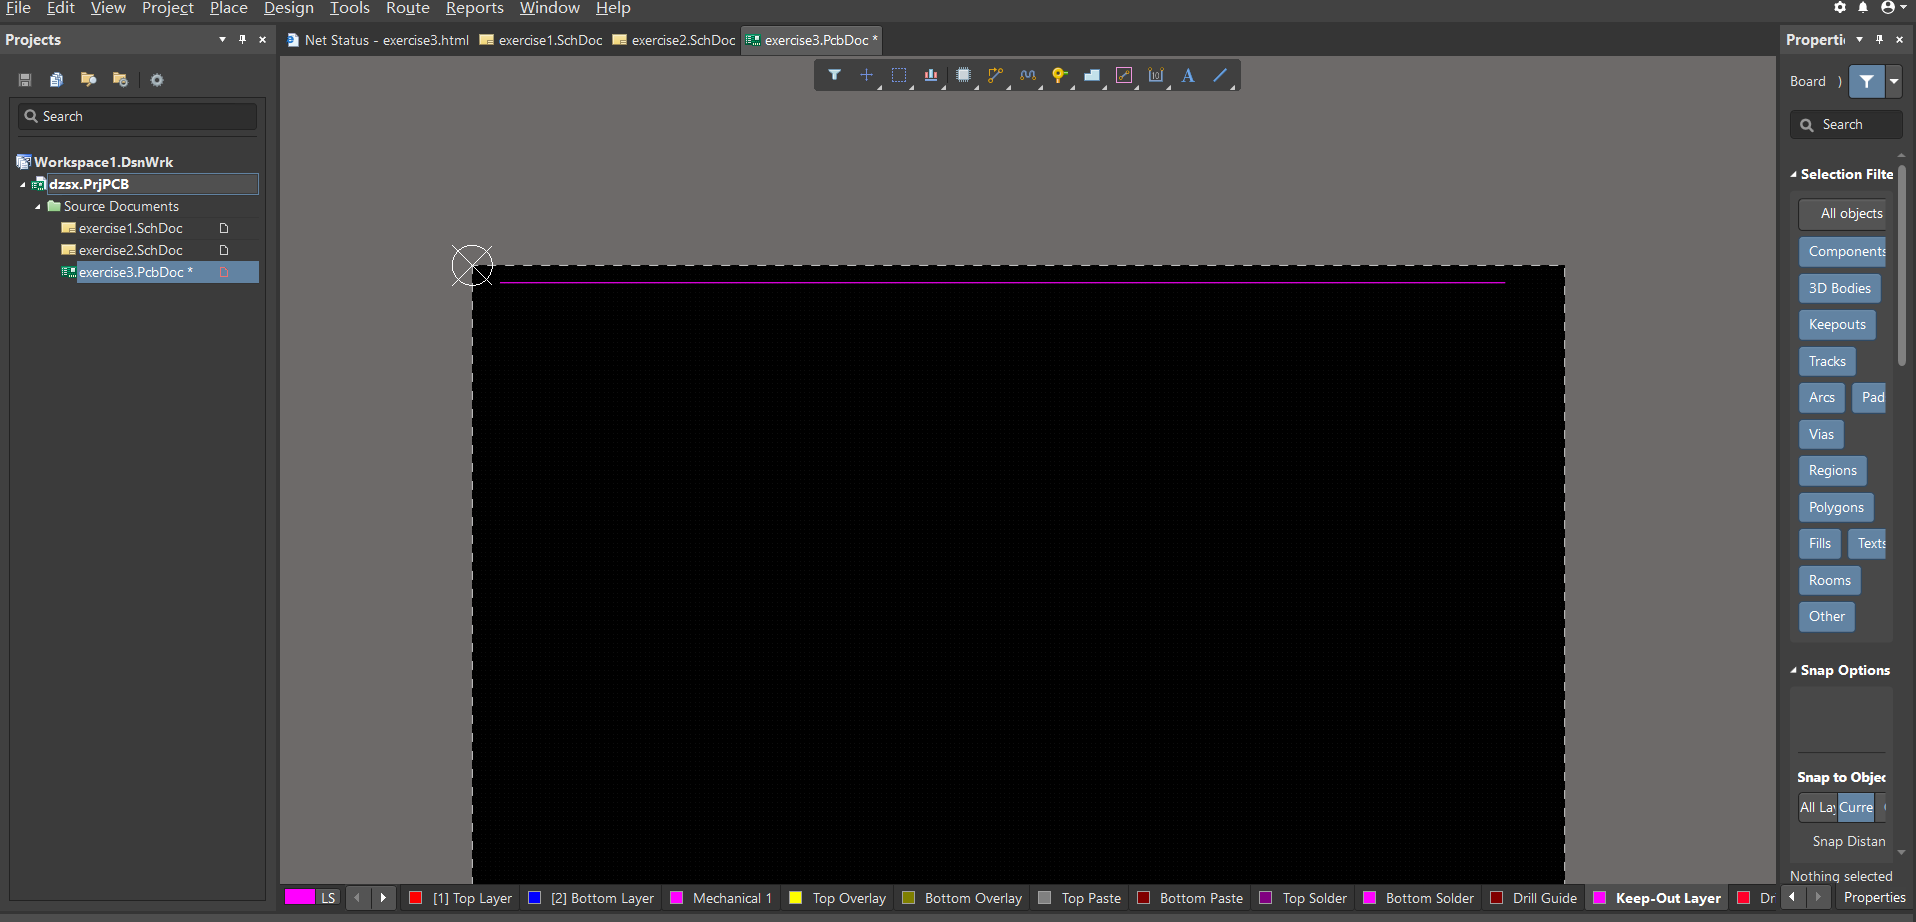 File Edit View Project Place Design Tools Route Reports Window Help
Projects
Net Status - exercise3.html exercise1.SchDoc exercise2.SchDoc exercise3.PcbDoc *
Search
Workspace1.DsnWrk
dzsx.PrjPCB
Source Documents
exercise1.SchDoc
exercise2.SchDoc
exercise3.PcbDoc *
Properti
Board )
Search
Selection Filte
All objects
Components
3D Bodies
Keepouts
Tracks
Arcs Pad
Vias
Regions
Polygons
Fills Texts
Rooms
Other
Snap Options
Snap to Objec
All Lay Curre
Snap Distan
Nothing selected
LS [1] Top Layer [2] Bottom Layer Mechanical 1 Top Overlay Bottom Overlay Top Paste Bottom Paste Top Solder Bottom Solder Drill Guide Keep-Out Layer Dr Properties